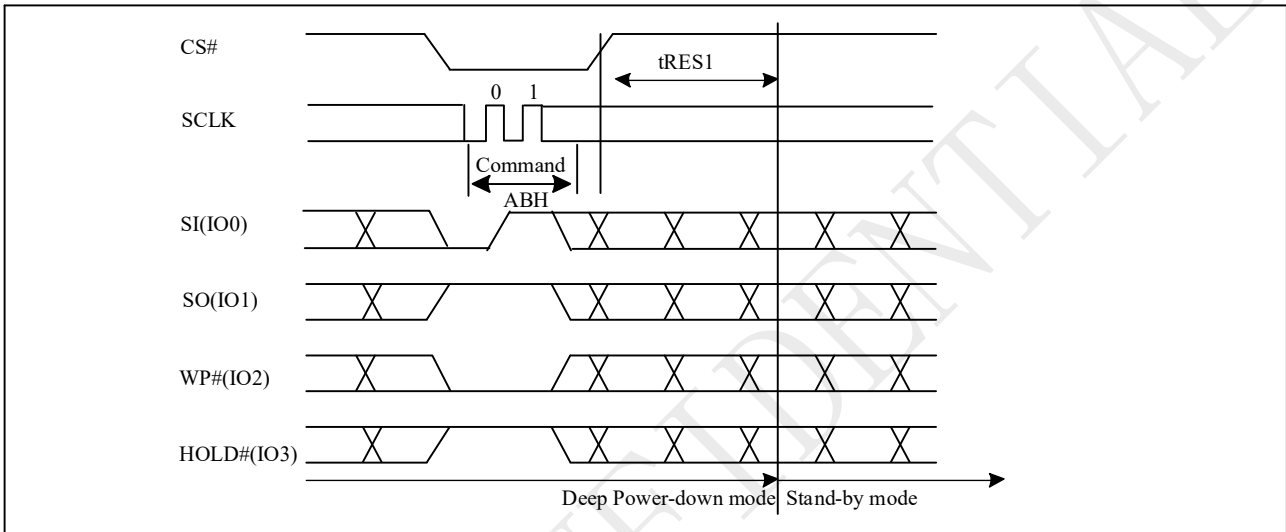 CS#
tRES1
0 1
SCLK
Command
ABH
SI(IO0)
SO(IO1)
WP#(IO2)
HOLD#(IO3)
Deep Power-down mode Stand-by mode
IDENTIAL